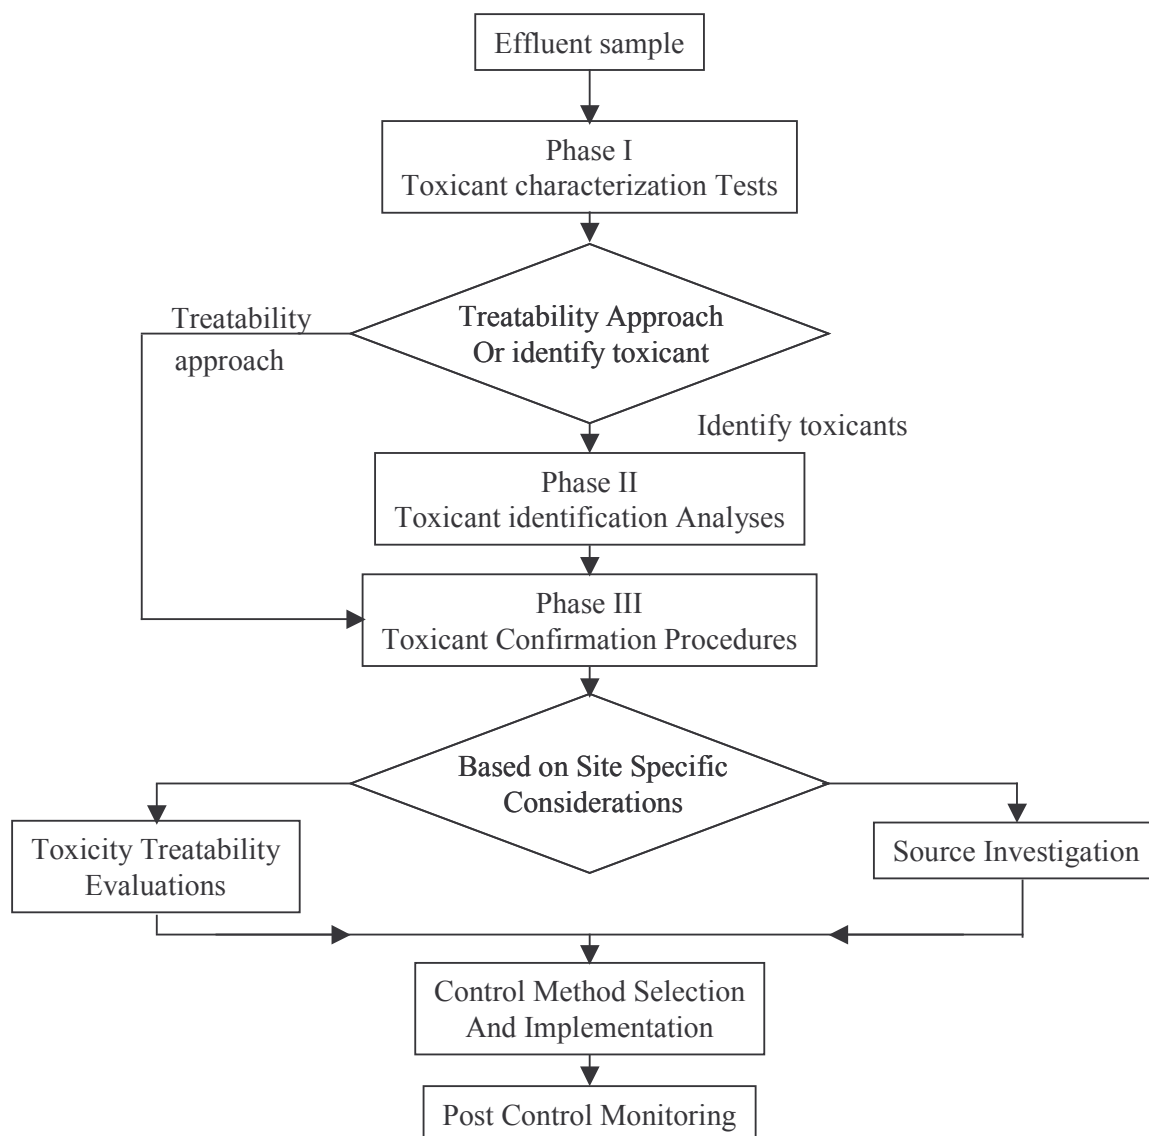 Effluent sample
Phase I
Toxicant characterization Tests
Treatability
approach
Treatability Approach
Or identify toxicant
Identify toxicants
Phase II
Toxicant identification Analyses
Phase III
Toxicant Confirmation Procedures
Based on Site Specific
Considerations
Toxicity Treatability
Evaluations
Source Investigation
Control Method Selection
And Implementation
Post Control Monitoring